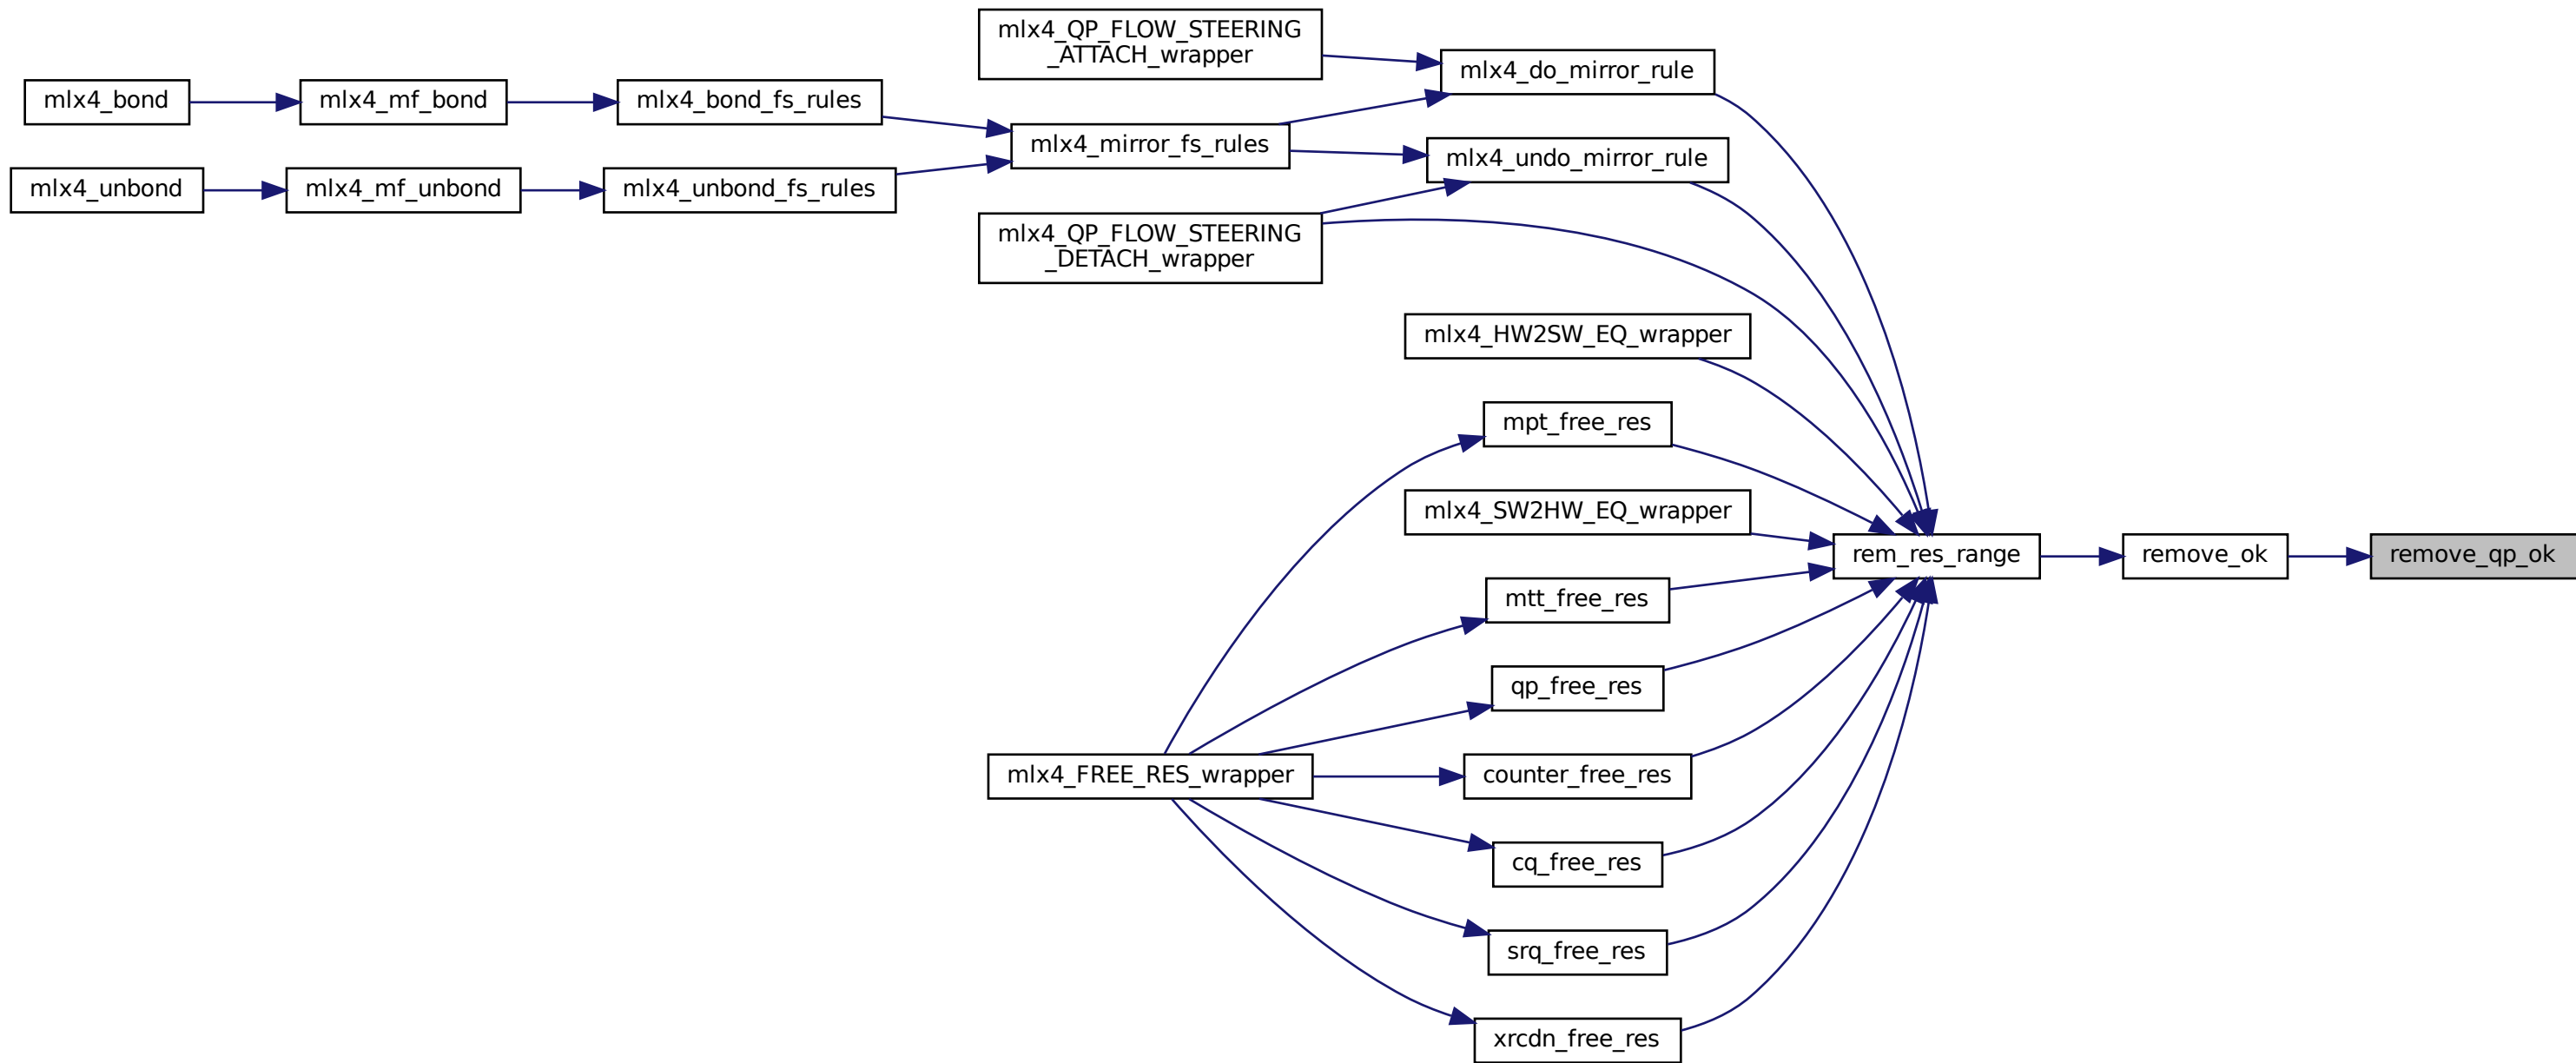 mlx4_QP_FLOW_STEERING
_ATTACH_wrapper
mlx4_do_mirror_rule
mlx4_bond
mlx4_mf_bond
mlx4_bond_fs_rules
mlx4_mirror_fs_rules
mlx4_undo_mirror_rule
mlx4_unbond
mlx4_mf_unbond
mlx4_unbond_fs_rules
mlx4_QP_FLOW_STEERING
_DETACH_wrapper
mlx4_HW2SW_EQ_wrapper
mpt_free_res
mlx4_SW2HW_EQ_wrapper
rem_res_range
remove_ok
remove_qp_ok
mtt_free_res
qp_free_res
mlx4_FREE_RES_wrapper
counter_free_res
cq_free_res
srq_free_res
xrcdn_free_res